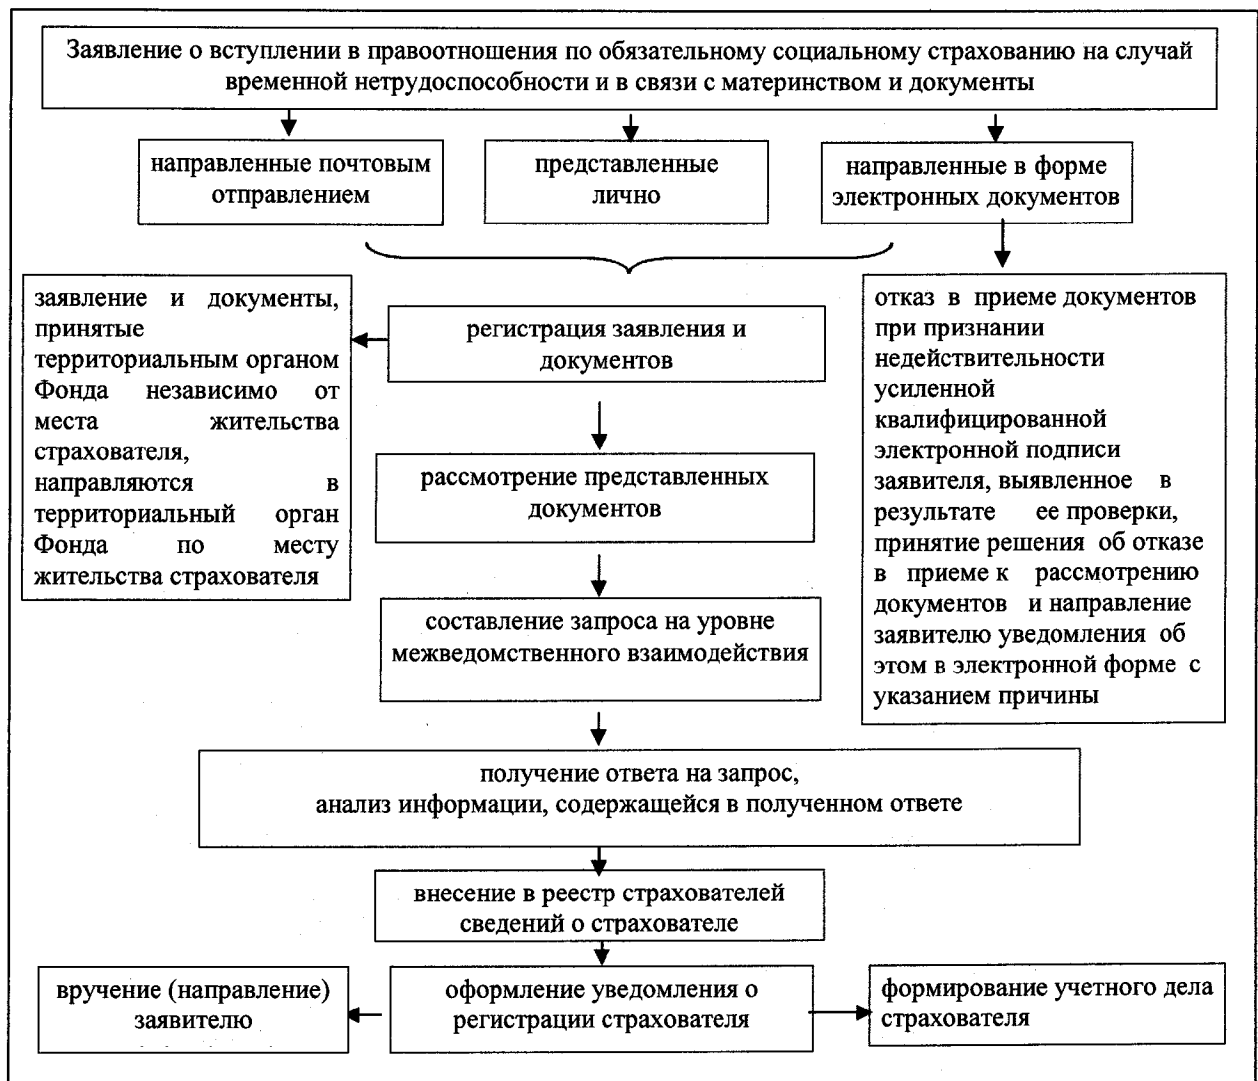 Заявление о вступлении в правоотношения по обязательному социальному страхованию на случай
временной нетрудоспособности и в связи с материнством и документы
направленные почтовым
отправлением
представленные
лично
направленные в форме
электронных документов
заявление и документы,
принятые
территориальным органом
Фонда независимо от
места жительства
страхователя,
направляются в
территориальный орган
Фонда по месту
жительства страхователя
регистрация заявления и
документов
отказ в приеме документов
при признании
недействительности
усиленной
квалифицированной
электронной подписи
заявителя, выявленное в
результате ее проверки,
принятие решения об отказе
в приеме к рассмотрению
документов и направление
заявителю уведомления об
этом в электронной форме с
указанием причины
рассмотрение представленных
документов
составление запроса на уровне
межведомственного взаимодействия
получение ответа на запрос,
анализ информации, содержащейся в полученном ответе
внесение в реестр страхователей
сведений о страхователе
вручение (направление)
заявителю
оформление уведомления о
регистрации страхователя
формирование учетного дела
страхователя